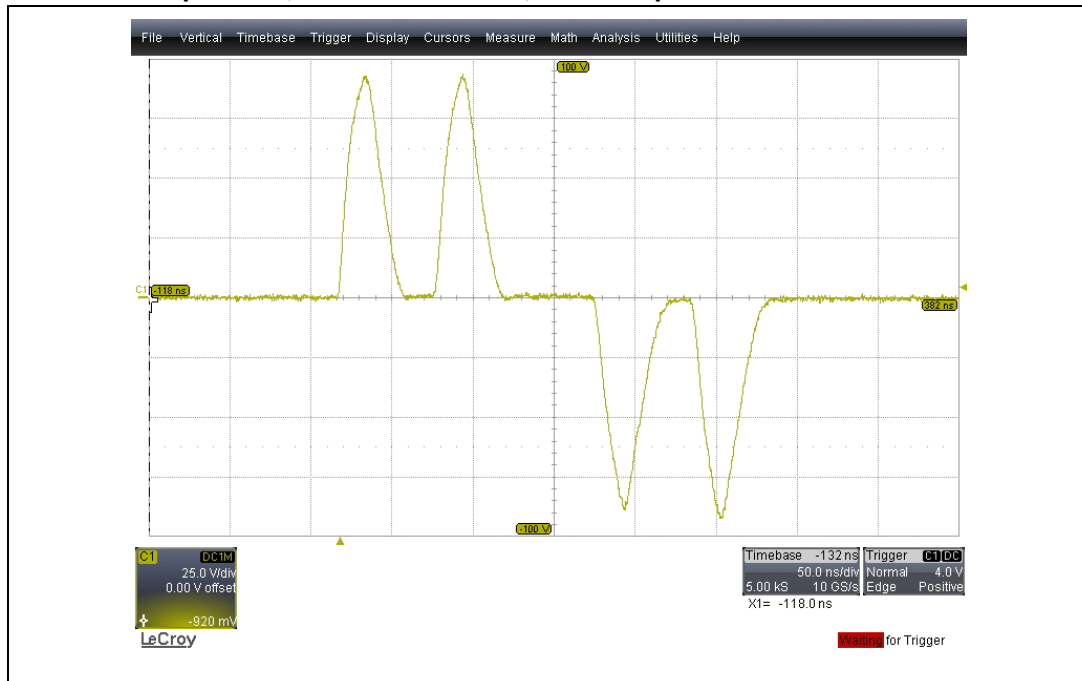 File Vertical Timebase Trigger Display Cursors Measure Math Analysis Utilities Help
100 V
C1
-118 ns
382 ns
-100 V
C1 DC1M
25.0 V/div
0.00 V offset
-920 mV
LeCroy
Timebase -132 ns
50.0 ns/div
5.00 kS 10 GS/s
X1= -118.0 ns
Trigger C1 DC
Normal 4.0 V
Edge Positive
Waiting for Trigger